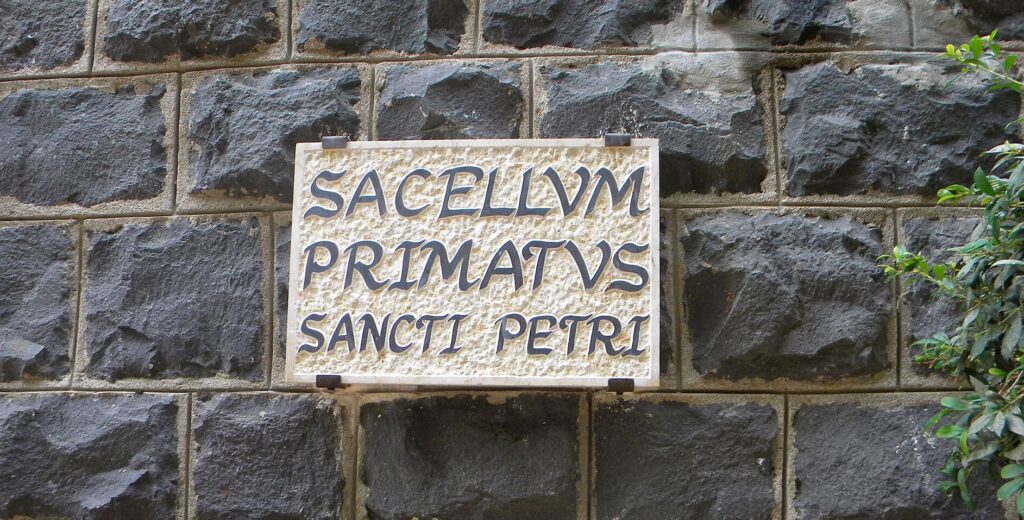 SACELLVM
PRIMATVS
SANCTI PETRI